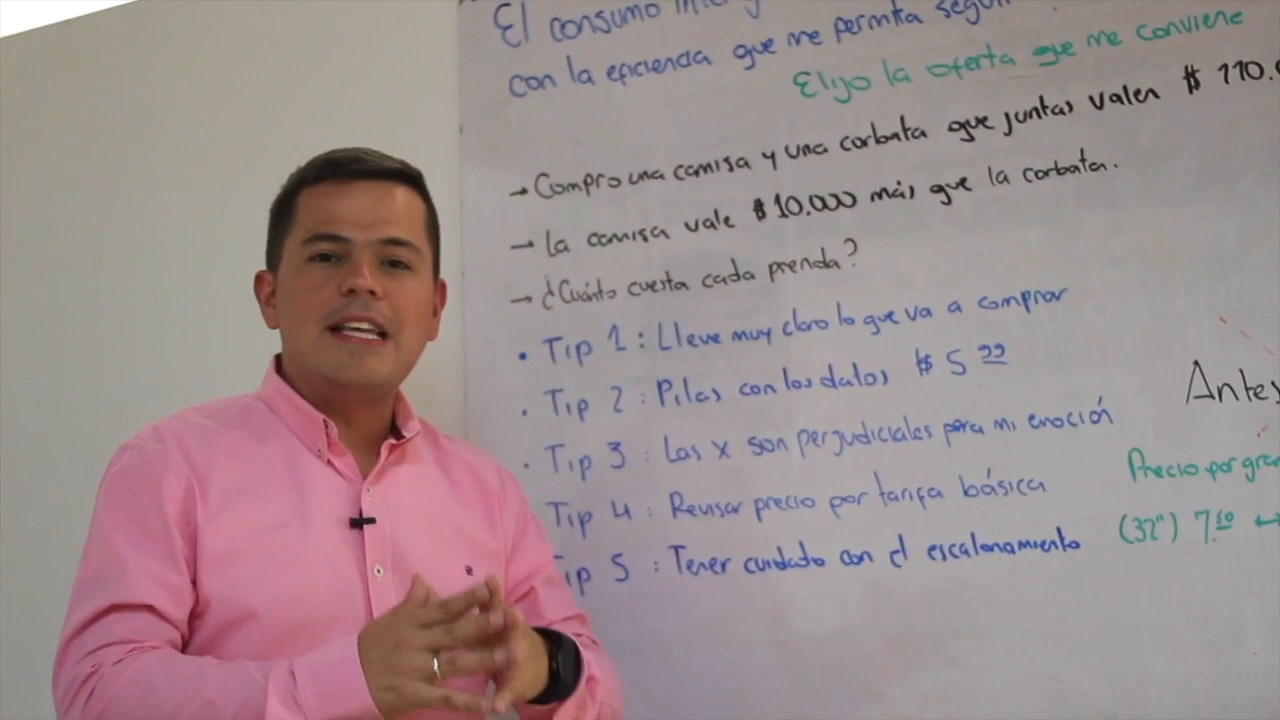 El consumo
con la eficiencia que me permita según
Elijo la oferta que me conviene
→ Compro una camisa y una corbata que juntas valen $ 110.
→ La camisa vale $10.000 más que la corbata.
→ ¿Cuánto cuesta cada prenda?
• Tip 1 : Lleve muy claro lo que va a comprar
• Tip 2 : Pilas con los datos $ 5 99
• Tip 3 : Las x son perjudiciales para mi emoción
Antes
Tip 4 : Revisar precio por tarifa básica
Precio por
Tip 5 : Tener cuidado con el escalonamiento
(32") 7.50 ↔